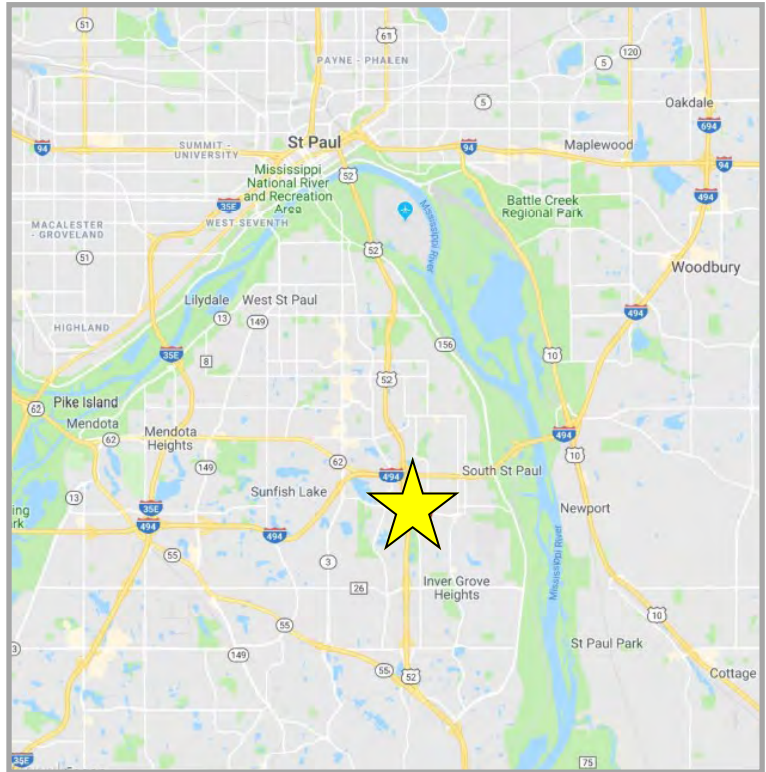 51
61
PAYNE - PHALEN
120
5
5
Oakdale
694
94
SUMMIT -
UNIVERSITY
St Paul
94
Maplewood
94
52
494
Mississippi
National River
and Recreation
Area
35E
Battle Creek
Regional Park
Mississippi River
MACALESTER
- GROVELAND
WEST SEVENTH
51
52
Woodbury
Lilydale
West St Paul
13
149
494
HIGHLAND
156
35E
8
10
52
Pike Island
62
Mendota
62
Mendota
Heights
494
149
62
10
494
South St Paul
13
Sunfish Lake
ing
rk
35E
494
Newport
494
55
3
Mississippi River
26
Inver Grove
Heights
10
55
St Paul Park
3
149
55
52
Cottage
35E
75